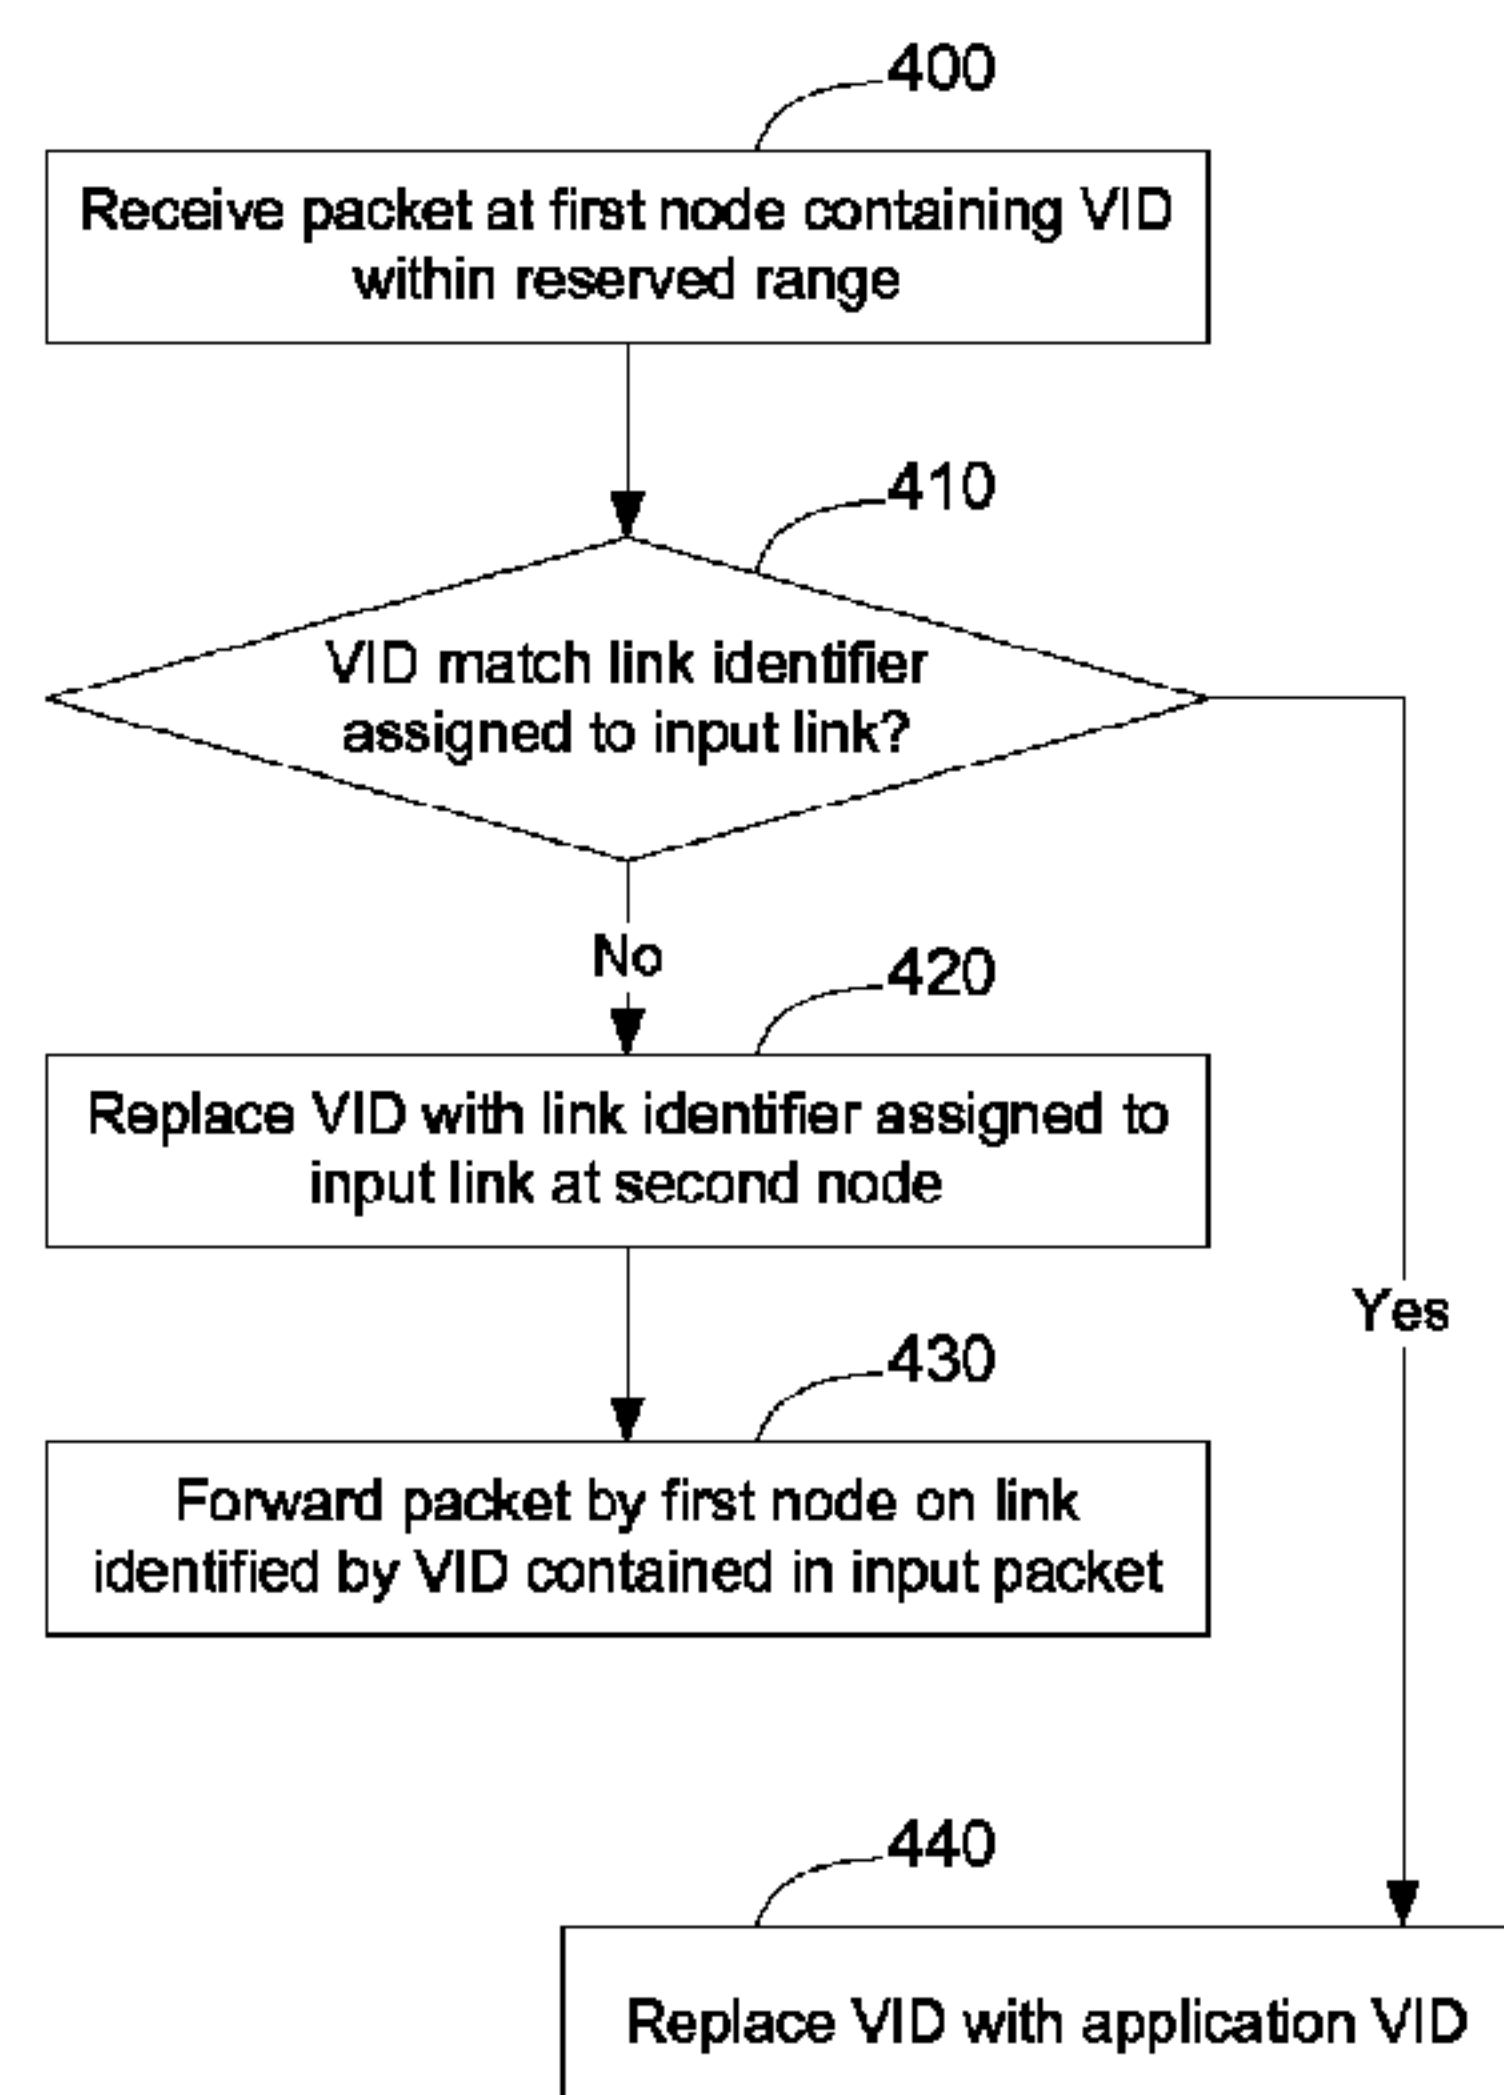 400
Receive packet at first node containing VID
within reserved range
410
VID match link identifier
assigned to input link?
No
420
Replace VID with link identifier assigned to
input link at second node
Yes
430
Forward packet by first node on link
identified by VID contained in input packet
440
Replace VID with application VID